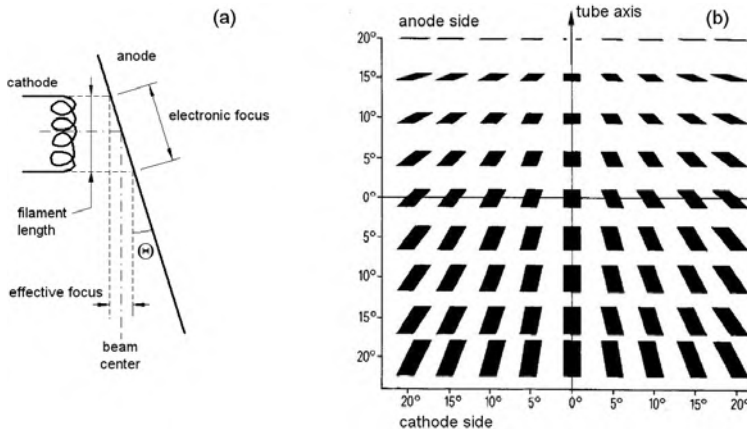 (a)
anode
cathode
electronic focus
filament
length
Θ
effective focus
beam
center
(b)
anode side
tube axis
20°
15°
10°
5°
0°
5°
10°
15°
20°
20° 15° 10° 5° 0° 5° 10° 15° 20°
cathode side